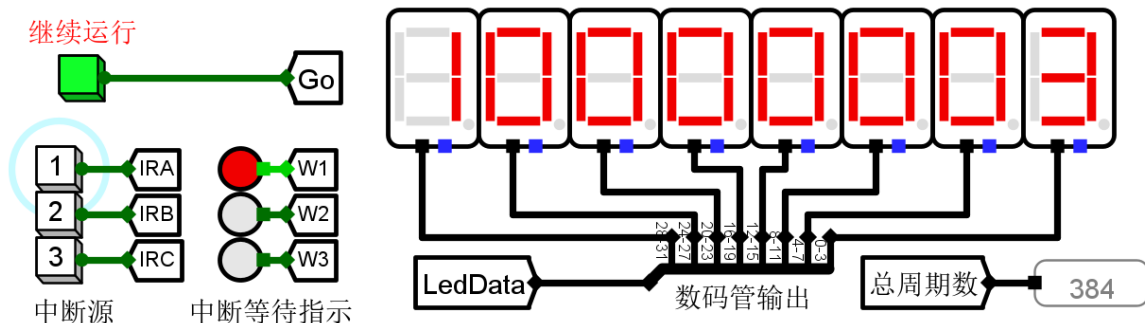 继续运行
Go
1 IRA W1
2 IRB W2
3 IRC W3
中断源 中断等待指示
10000003
28-31 24-27 20-23 16-19 12-15 8-11 4-7 0-3
LedData 数码管输出 总周期数 384